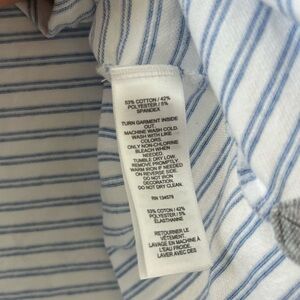 53% COTTON / 42%
POLYESTER / 5%
SPANDEX
TURN GARMENT INSIDE
OUT.
MACHINE WASH COLD.
WASH WITH LIKE
COLORS.
ONLY NON-CHLORINE
BLEACH WHEN
NEEDED.
TUMBLE DRY LOW.
REMOVE PROMPTLY.
WARM IRON IF NEEDED
ON REVERSE SIDE.
DO NOT IRON
DECORATION.
DO NOT DRY CLEAN.
RN 134579
53% COTON / 42%
POLYESTER / 5%
ÉLASTHANNE
RETOURNER LE
VÊTEMENT.
LAVAGE EN MACHINE À
L'EAU FROIDE.
LAVER AVEC DES